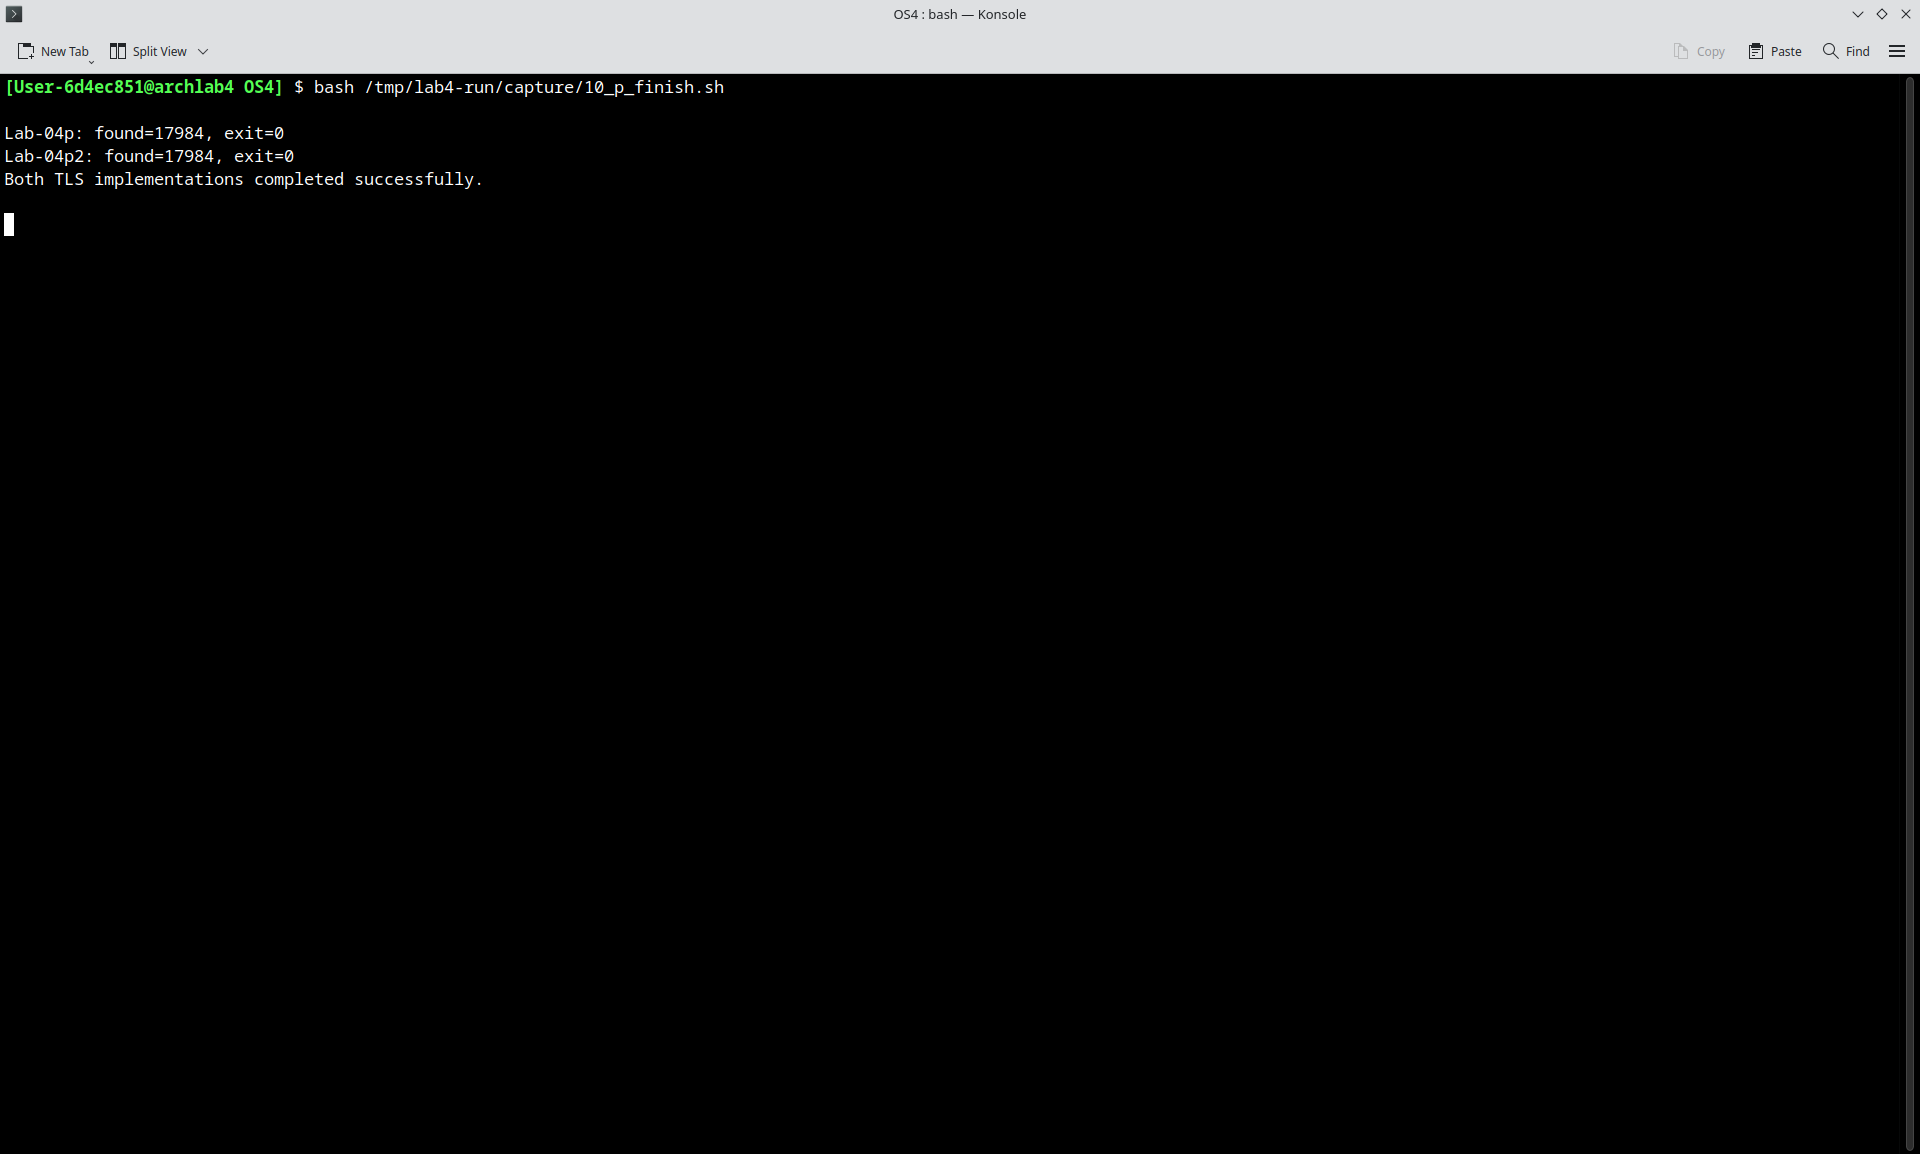 OS4 : bash — Konsole
New Tab Split View Copy Paste Find
[User-6d4ec851@archlab4 OS4] $ bash /tmp/lab4-run/capture/10_p_finish.sh
Lab-04p: found=17984, exit=0
Lab-04p2: found=17984, exit=0
Both TLS implementations completed successfully.